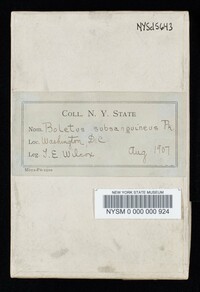 NYSd5643
COLL. N. Y. STATE
Nom. Boletus subsanguineus Pk
Loc. Washington, D.C.
Leg. T. E. Wilcox Aug 1907
NEW YORK STATE MUSEUM
NYSM 0 000 000 924